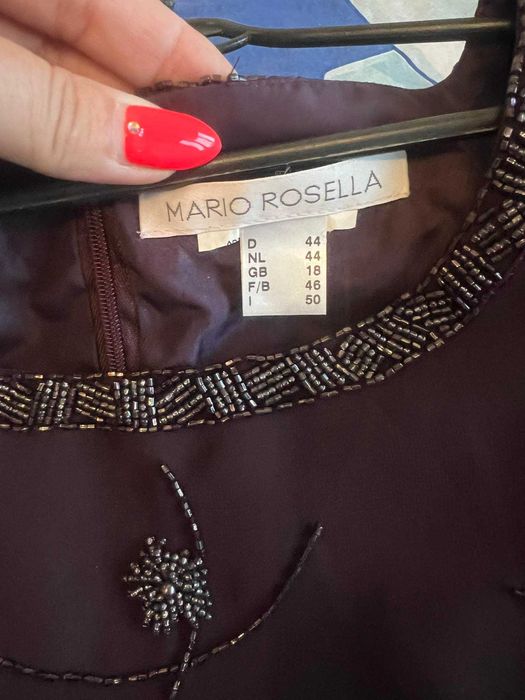 MARIO ROSELLA
D 44
NL 44
GB 18
F/B 46
I 50